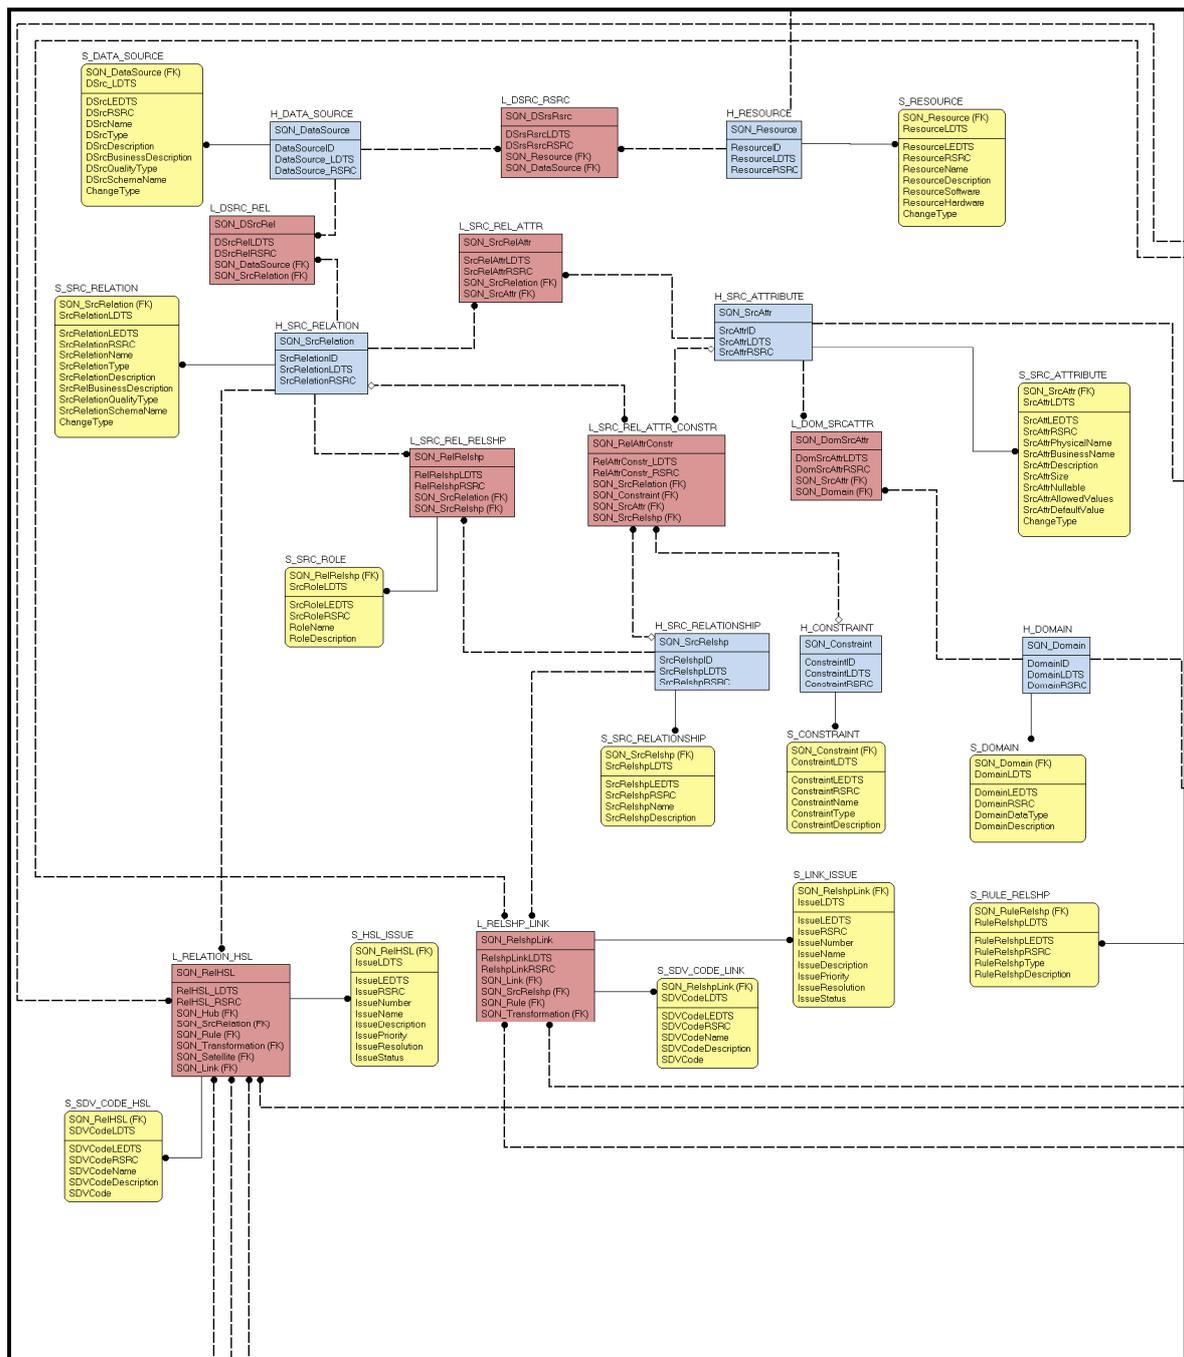 S_DATA_SOURCE
SQN_DataSource (FK)
DSrc_LDTS
DSrcLEDTS
DSrcRSRC
DSrcName
DSrcType
DSrcDescription
DSrcBusinessDescription
DSrcQualityType
DSrcSchemaName
ChangeType
H_DATA_SOURCE
SQN_DataSource
DataSourceID
DataSource_LDTS
DataSource_RSRC
L_DSRC_RSRC
SQN_DSrsRsrc
DSrsRsrcLDTS
DSrsRsrcRSRC
SQN_Resource (FK)
SQN_DataSource (FK)
H_RESOURCE
SQN_Resource
ResourceID
ResourceLDTS
ResourceRSRC
S_RESOURCE
SQN_Resource (FK)
ResourceLDTS
ResourceLEDTS
ResourceRSRC
ResourceName
ResourceDescription
ResourceSoftware
ResourceHardware
ChangeType
L_DSRC_REL
SQN_DSrcRel
DSrcRelLDTS
DSrcRelRSRC
SQN_DataSource (FK)
SQN_SrcRelation (FK)
L_SRC_REL_ATTR
SQN_SrcRelAttr
SrcRelAttrLDTS
SrcRelAttrRSRC
SQN_SrcRelation (FK)
SQN_SrcAttr (FK)
S_SRC_RELATION
SQN_SrcRelation (FK)
SrcRelationLDTS
SrcRelationLEDTS
SrcRelationRSRC
SrcRelationName
SrcRelationType
SrcRelationDescription
SrcRelBusinessDescription
SrcRelationQualityType
SrcRelationSchemaName
ChangeType
H_SRC_RELATION
SQN_SrcRelation
SrcRelationID
SrcRelationLDTS
SrcRelationRSRC
H_SRC_ATTRIBUTE
SQN_SrcAttr
SrcAttrID
SrcAttrLDTS
SrcAttrRSRC
S_SRC_ATTRIBUTE
SQN_SrcAttr (FK)
SrcAttrLDTS
SrcAttLEDTS
SrcAttrRSRC
SrcAttrPhysicalName
SrcAttrBusinessName
SrcAttrDescription
SrcAttrSize
SrcAttrNullable
SrcAttrAllowedValues
SrcAttrDefaultValue
ChangeType
L_SRC_REL_RELSHP
SQN_RelRelshp
RelRelshpLDTS
RelRelshpRSRC
SQN_SrcRelation (FK)
SQN_SrcRelshp (FK)
L_SRC_REL_ATTR_CONSTR
SQN_RelAttrConstr
RelAttrConstr_LDTS
RelAttrConstr_RSRC
SQN_SrcRelation (FK)
SQN_Constraint (FK)
SQN_SrcAttr (FK)
SQN_SrcRelshp (FK)
L_DOM_SRCATTR
SQN_DomSrcAttr
DomSrcAttrLDTS
DomSrcAttrRSRC
SQN_SrcAttr (FK)
SQN_Domain (FK)
S_SRC_ROLE
SQN_RelRelshp (FK)
SrcRoleLDTS
SrcRoleLEDTS
SrcRoleRSRC
RoleName
RoleDescription
H_SRC_RELATIONSHIP
SQN_SrcRelshp
SrcRelshpID
SrcRelshpLDTS
SrcRelshpRSRC
H_CONSTRAINT
SQN_Constraint
ConstraintID
ConstraintLDTS
ConstraintRSRC
H_DOMAIN
SQN_Domain
DomainID
DomainLDTS
DomainRSRC
S_SRC_RELATIONSHIP
SQN_SrcRelshp (FK)
SrcRelshpLDTS
SrcRelshpLEDTS
SrcRelshpRSRC
SrcRelshpName
SrcRelshpDescription
S_CONSTRAINT
SQN_Constraint (FK)
ConstraintLDTS
ConstraintLEDTS
ConstraintRSRC
ConstraintName
ConstraintType
ConstraintDescription
S_DOMAIN
SQN_Domain (FK)
DomainLDTS
DomainLEDTS
DomainRSRC
DomainDataType
DomainDescription
S_LINK_ISSUE
SQN_RelshpLink (FK)
IssueLDTS
IssueLEDTS
IssueRSRC
IssueNumber
IssueName
IssueDescription
IssuePriority
IssueResolution
IssueStatus
S_RULE_RELSHP
SQN_RuleRelshp (FK)
RuleRelshpLDTS
RuleRelshpLEDTS
RuleRelshpRSRC
RuleRelshpType
RuleRelshpDescription
L_RELATION_HSL
SQN_RelHSL
RelHSL_LDTS
RelHSL_RSRC
SQN_Hub (FK)
SQN_SrcRelation (FK)
SQN_Rule (FK)
SQN_Transformation (FK)
SQN_Satellite (FK)
SQN_Link (FK)
S_HSL_ISSUE
SQN_RelHSL (FK)
IssueLDTS
IssueLEDTS
IssueRSRC
IssueNumber
IssueName
IssueDescription
IssuePriority
IssueResolution
IssueStatus
L_RELSHP_LINK
SQN_RelshpLink
RelshpLinkLDTS
RelshpLinkRSRC
SQN_Link (FK)
SQN_SrcRelshp (FK)
SQN_Rule (FK)
SQN_Transformation (FK)
S_SDV_CODE_LINK
SQN_RelshpLink (FK)
SDVCodeLDTS
SDVCodeLEDTS
SDVCodeRSRC
SDVCodeName
SDVCodeDescription
SDVCode
S_SDV_CODE_HSL
SQN_RelHSL (FK)
SDVCodeLDTS
SDVCodeLEDTS
SDVCodeRSRC
SDVCodeName
SDVCodeDescription
SDVCode